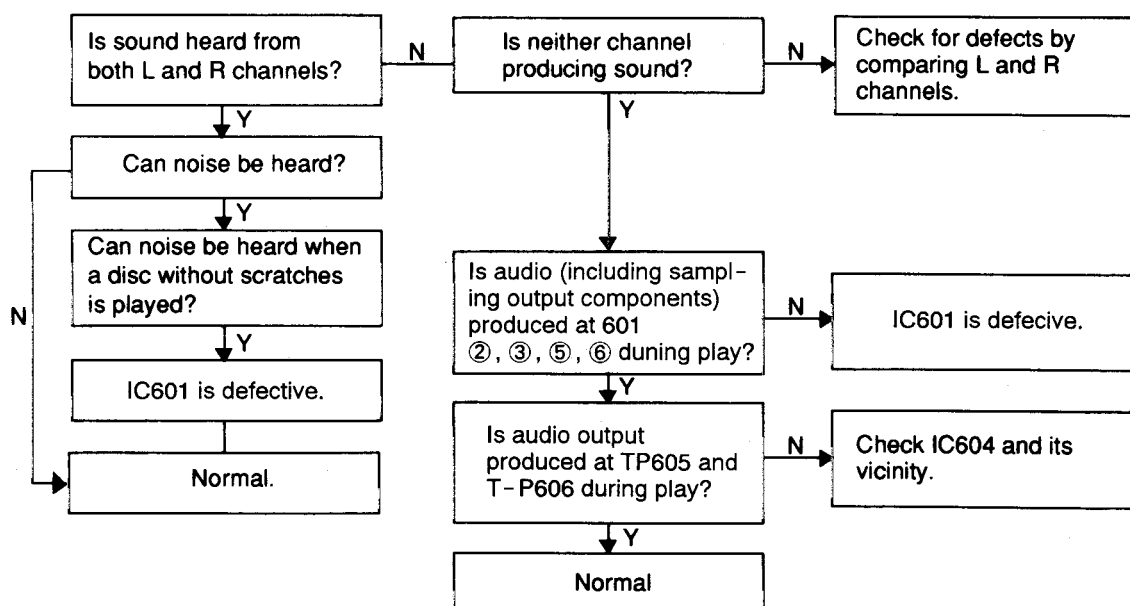 Is sound heard from
both L and R channels?
N
Is neither channel
producing sound?
N
Check for defects by
comparing L and R
channels.
Y
Y
Can noise be heard?
Y
Can noise be heard when
a disc without scratches
is played?
N
Y
IC601 is defective.
Normal.
Is audio (including sampl-
ing output components)
produced at 601
②, ③, ⑤, ⑥ duning play?
N
IC601 is defecive.
Y
Is audio output
produced at TP605 and
T-P606 during play?
N
Check IC604 and its
vicinity.
Y
Normal